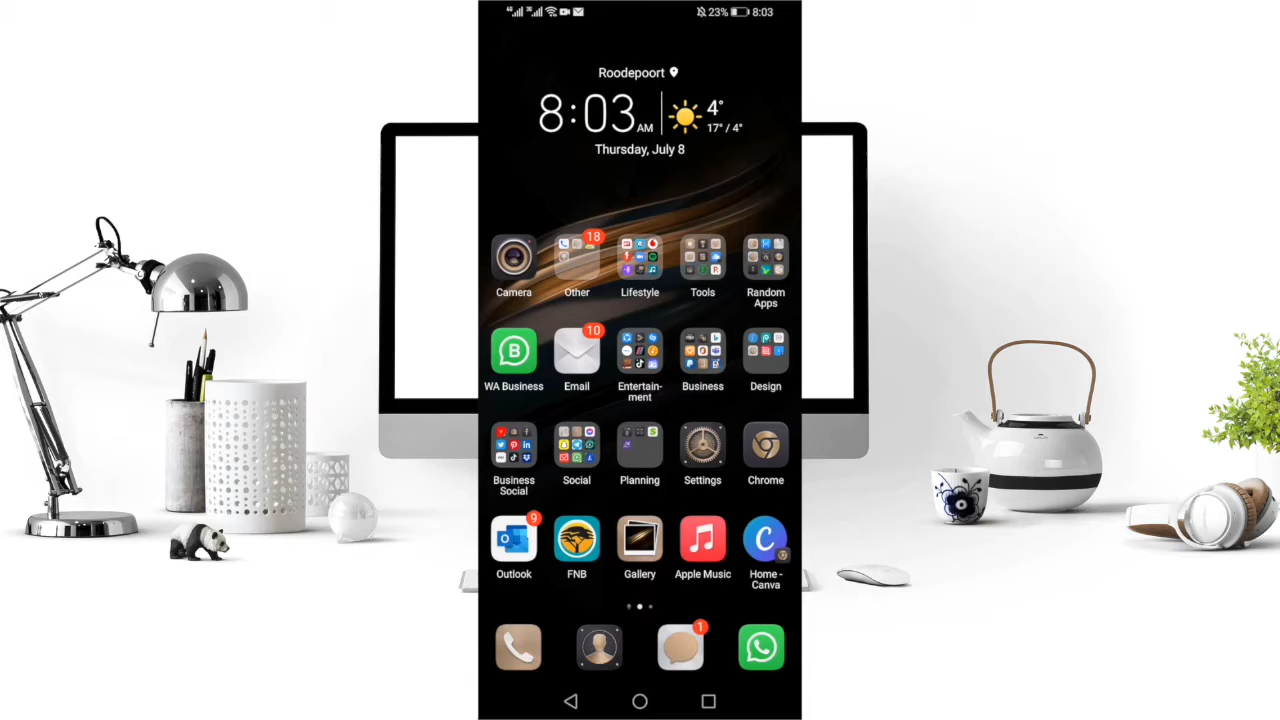 4G 3G 23% 8:03
Roodepoort
8:03 AM 4°
17° / 4°
Thursday, July 8
18
Camera Other Lifestyle Tools Random Apps
10
WA Business Email Entertain-ment Business Design
Business Social Social Planning Settings Chrome
9
Outlook FNB Gallery Apple Music Home - Canva
1